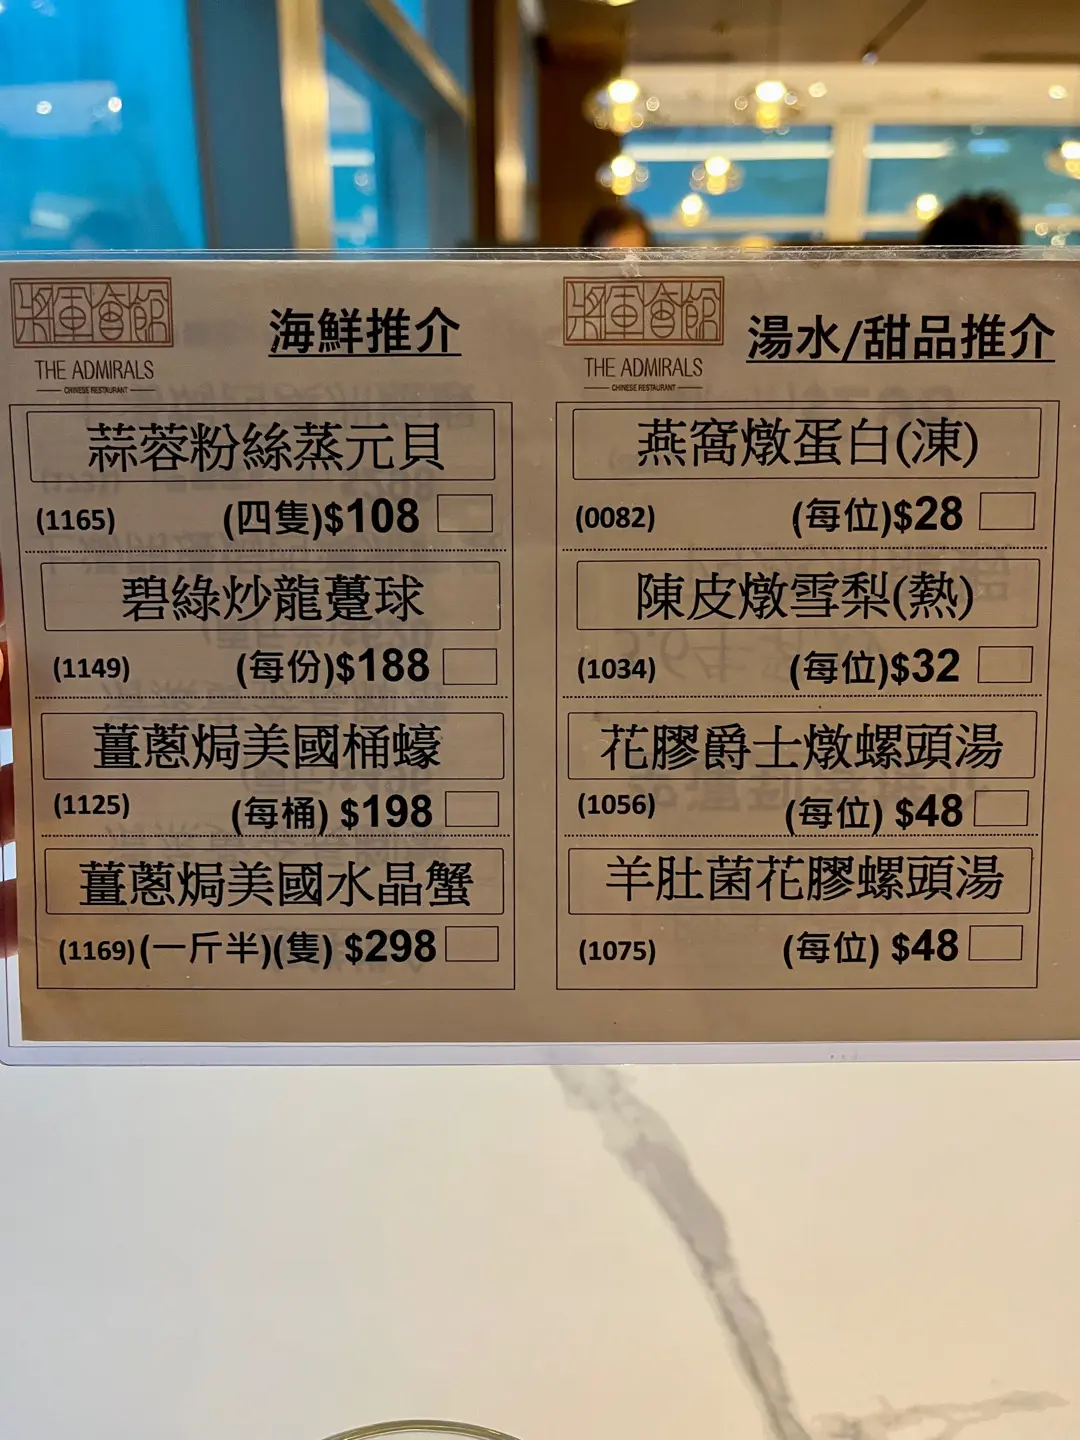 將軍會館
THE ADMIRALS
CHINESE RESTAURANT
海鮮推介
蒜蓉粉絲蒸元貝
(1165) (四隻)$108
碧綠炒龍躉球
(1149) (每份)$188
薑蔥焗美國桶蠔
(1125) (每桶) $198
薑蔥焗美國水晶蟹
(1169) (一斤半)(隻) $298
將軍會館
THE ADMIRALS
CHINESE RESTAURANT
湯水/甜品推介
燕窩燉蛋白(凍)
(0082) (每位)$28
陳皮燉雪梨(熱)
(1034) (每位)$32
花膠爵士燉螺頭湯
(1056) (每位) $48
羊肚菌花膠螺頭湯
(1075) (每位) $48